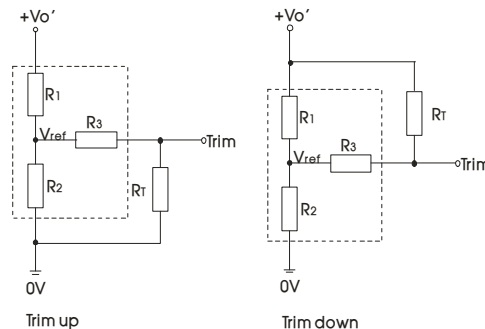 +Vo’
R1
Vref
R3
Trim
R2
RT
0V
Trim up
+Vo’
R1
RT
Vref
R3
Trim
R2
0V
Trim down